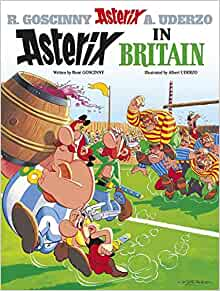 R. GOSCINNY Asterix A. UDERZO
Asterix
IN
BRITAIN
Written by René GOSCINNY
Illustrated by Albert UDERZO